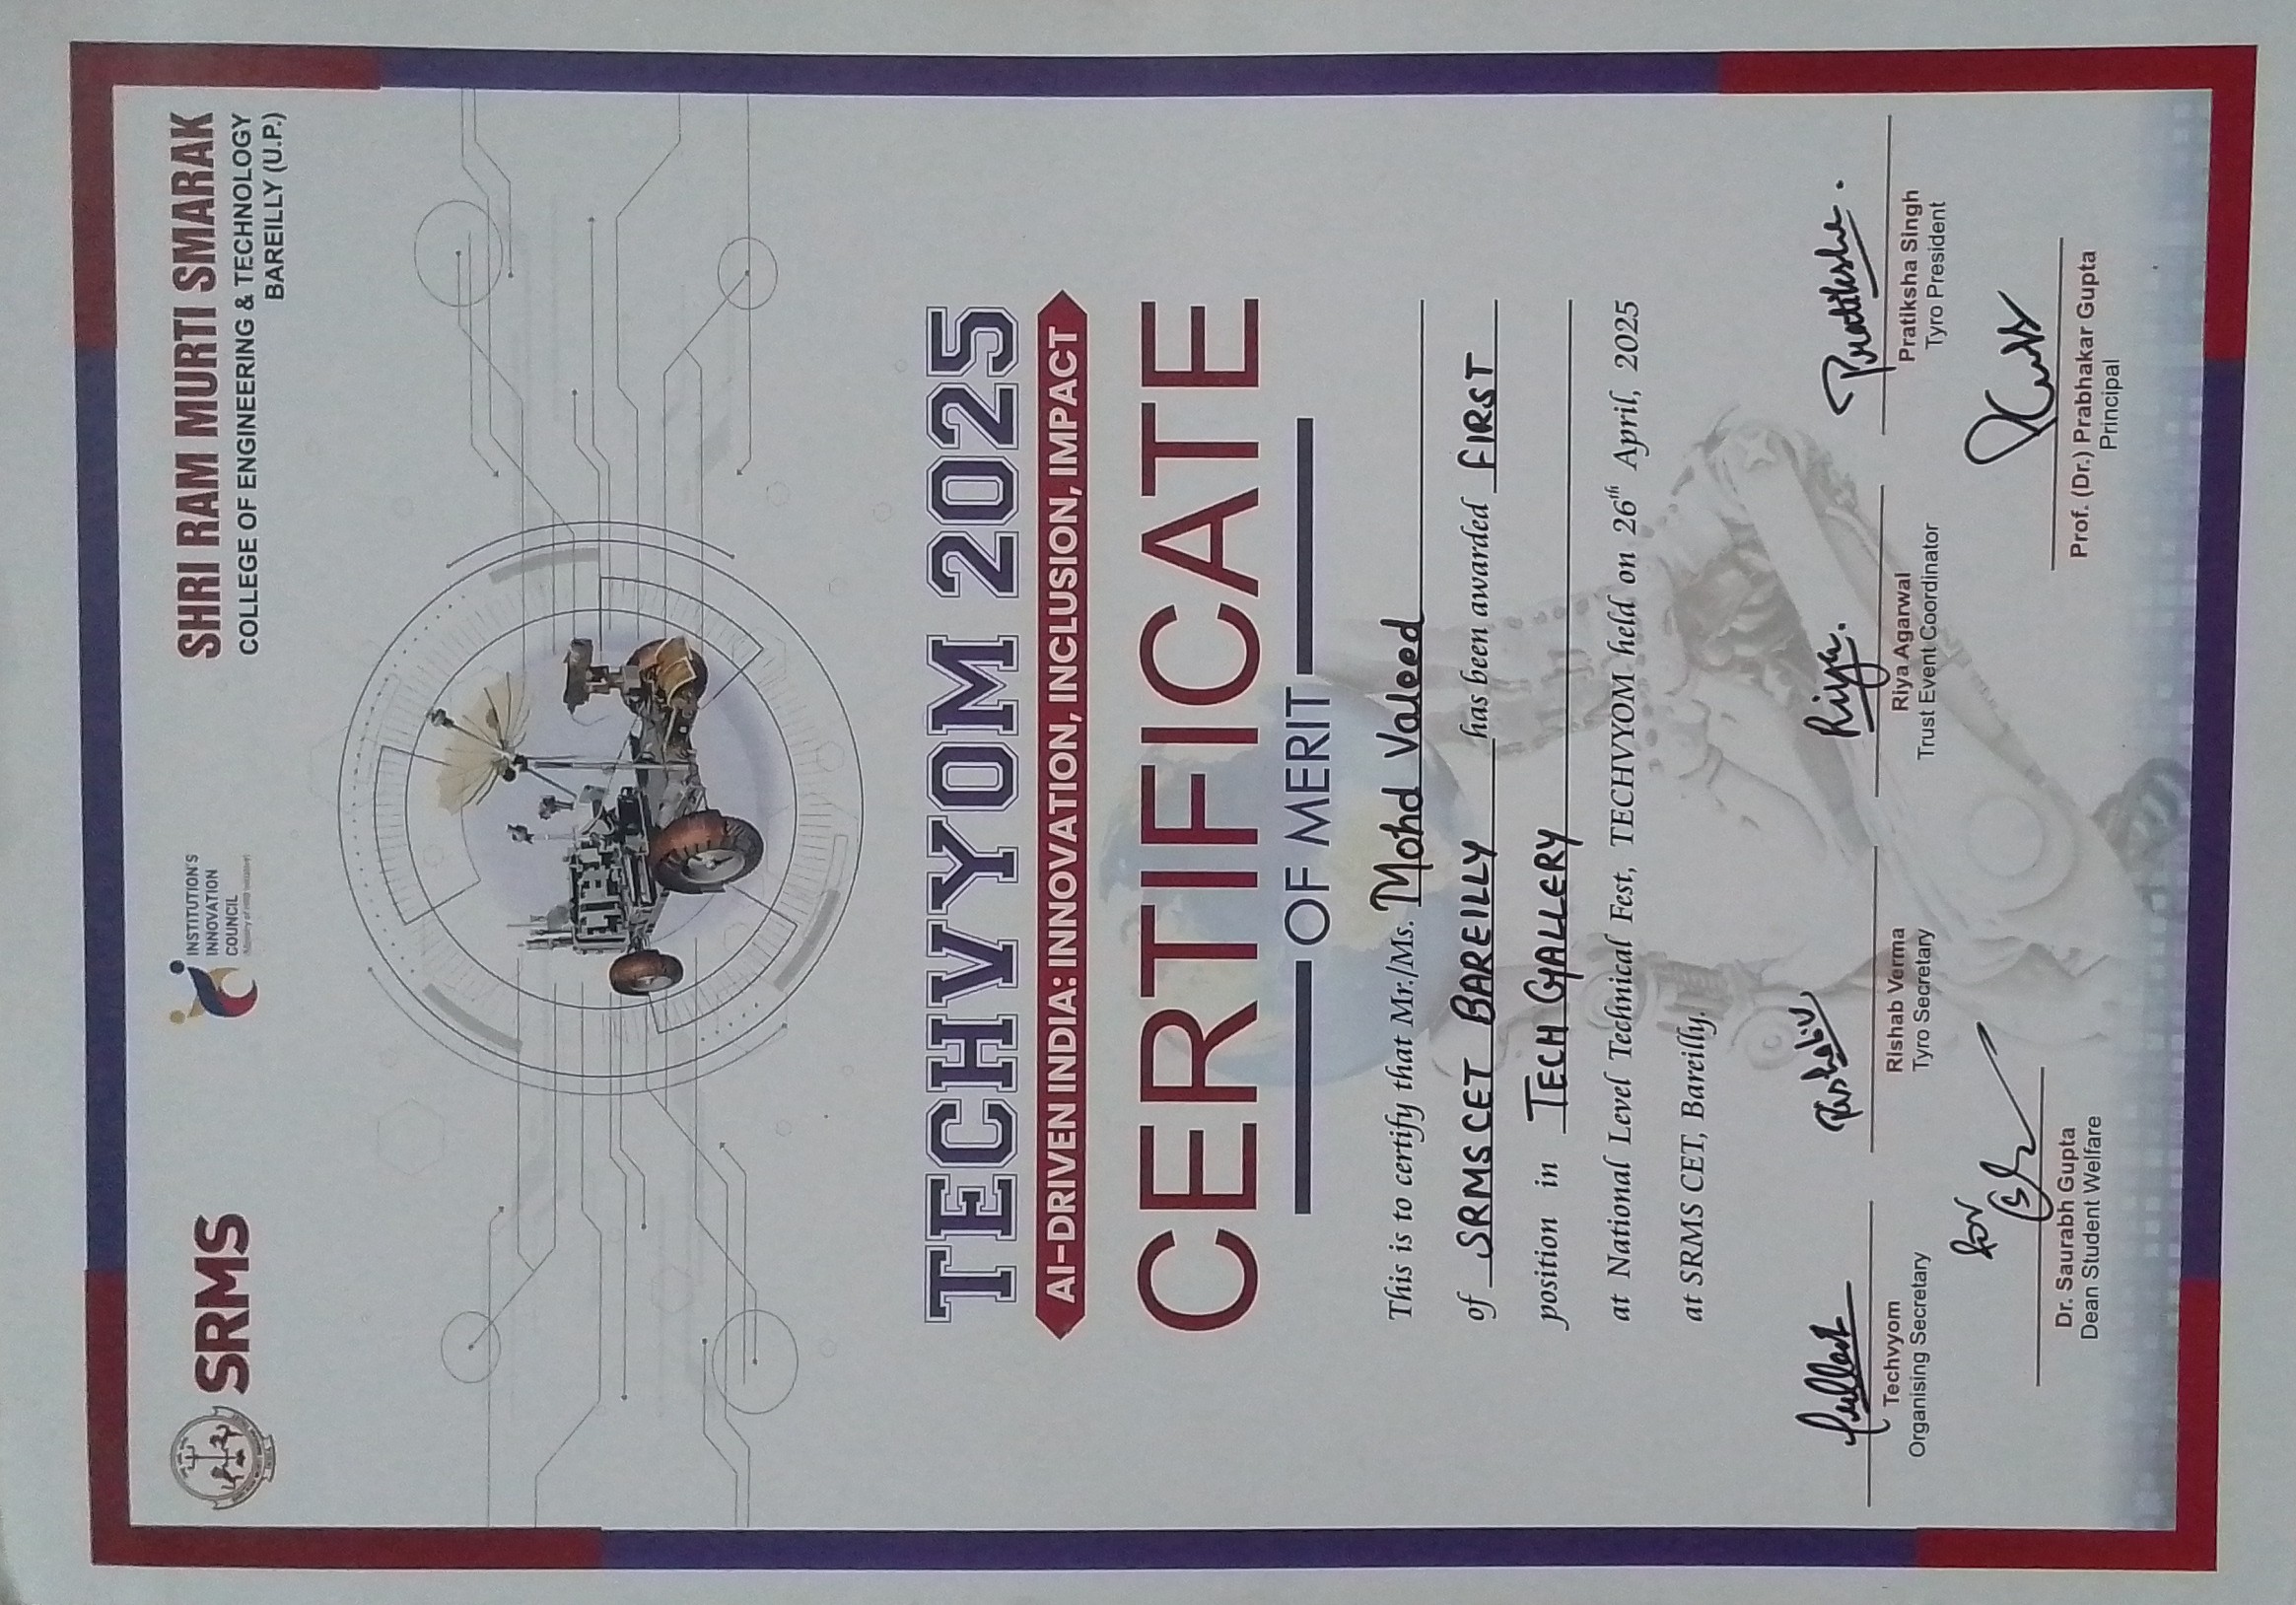 SRMS
INSTITUTION'S
INNOVATION
COUNCIL
(Ministry of HRD Initiative)
SHRI RAM MURTI SMARAK
COLLEGE OF ENGINEERING & TECHNOLOGY
BAREILLY (U.P.)
TECHVYOM 2025
AI-DRIVEN INDIA: INNOVATION, INCLUSION, IMPACT
CERTIFICATE
OF MERIT
This is to certify that Mr./Ms. Mohd Valeed
of SRMS CET BAREILLY has been awarded FIRST
position in TECH GALLERY
at National Level Technical Fest, TECHVYOM held on 26th April, 2025
at SRMS CET, Bareilly.
Riya. Pratiksha.
Techvyom
Organising Secretary
Rishab Verma
Tyro Secretary
Riya Agarwal
Trust Event Coordinator
Pratiksha Singh
Tyro President
for
Dr. Saurabh Gupta
Dean Student Welfare
Prof. (Dr.) Prabhakar Gupta
Principal